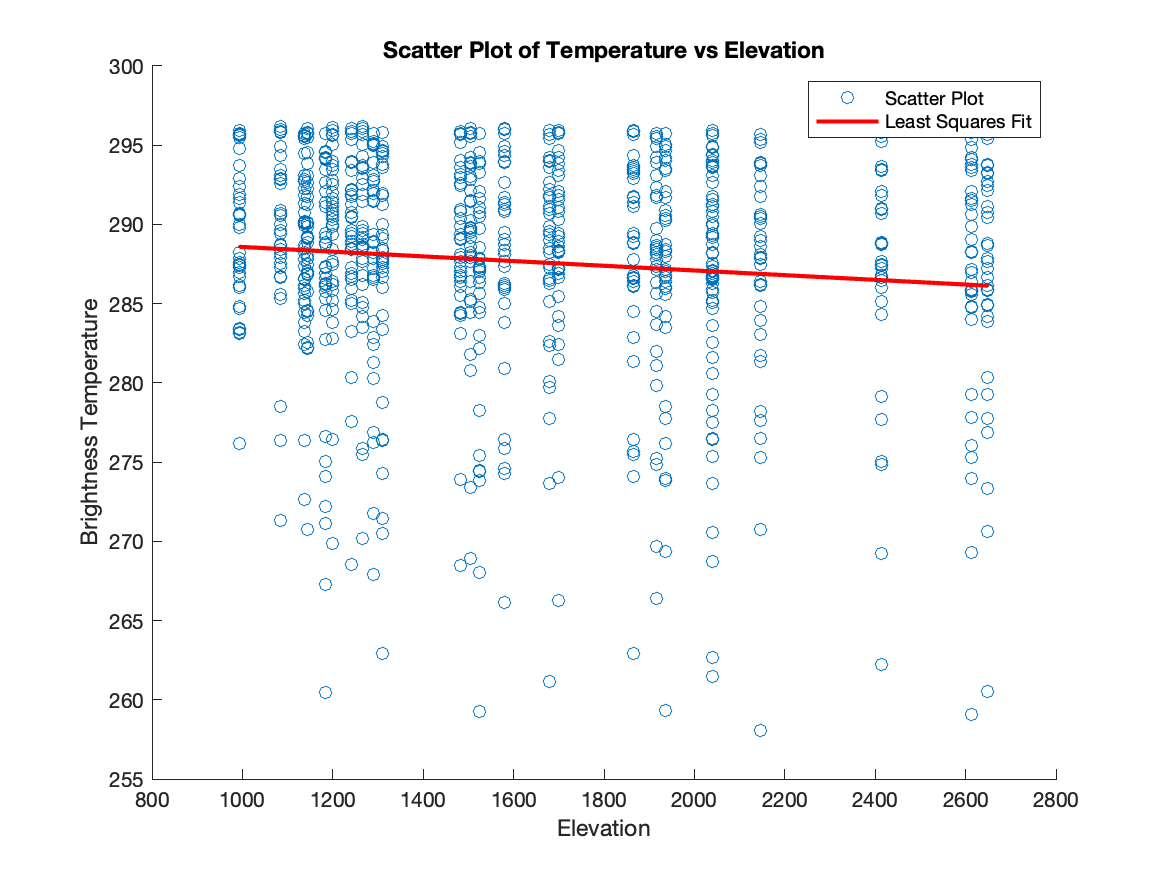 Scatter Plot of Temperature vs Elevation
300
295
290
285
280
275
270
265
260
255
Brightness Temperature
Scatter Plot
Least Squares Fit
800 1000 1200 1400 1600 1800 2000 2200 2400 2600 2800
Elevation